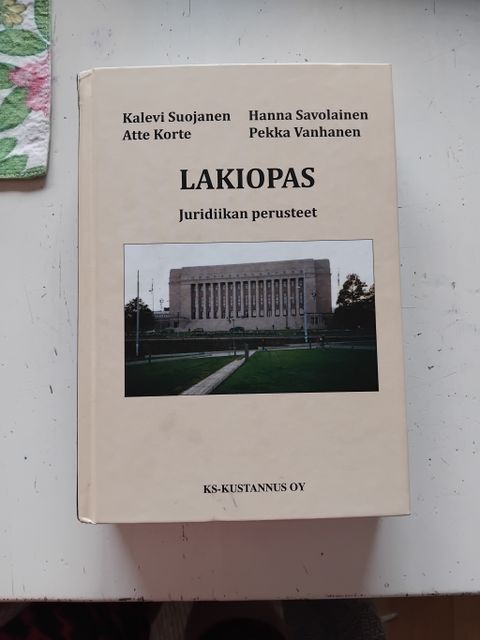 Kalevi Suojanen Hanna Savolainen
Atte Korte Pekka Vanhanen
LAKIOPAS
Juridiikan perusteet
KS-KUSTANNUS OY